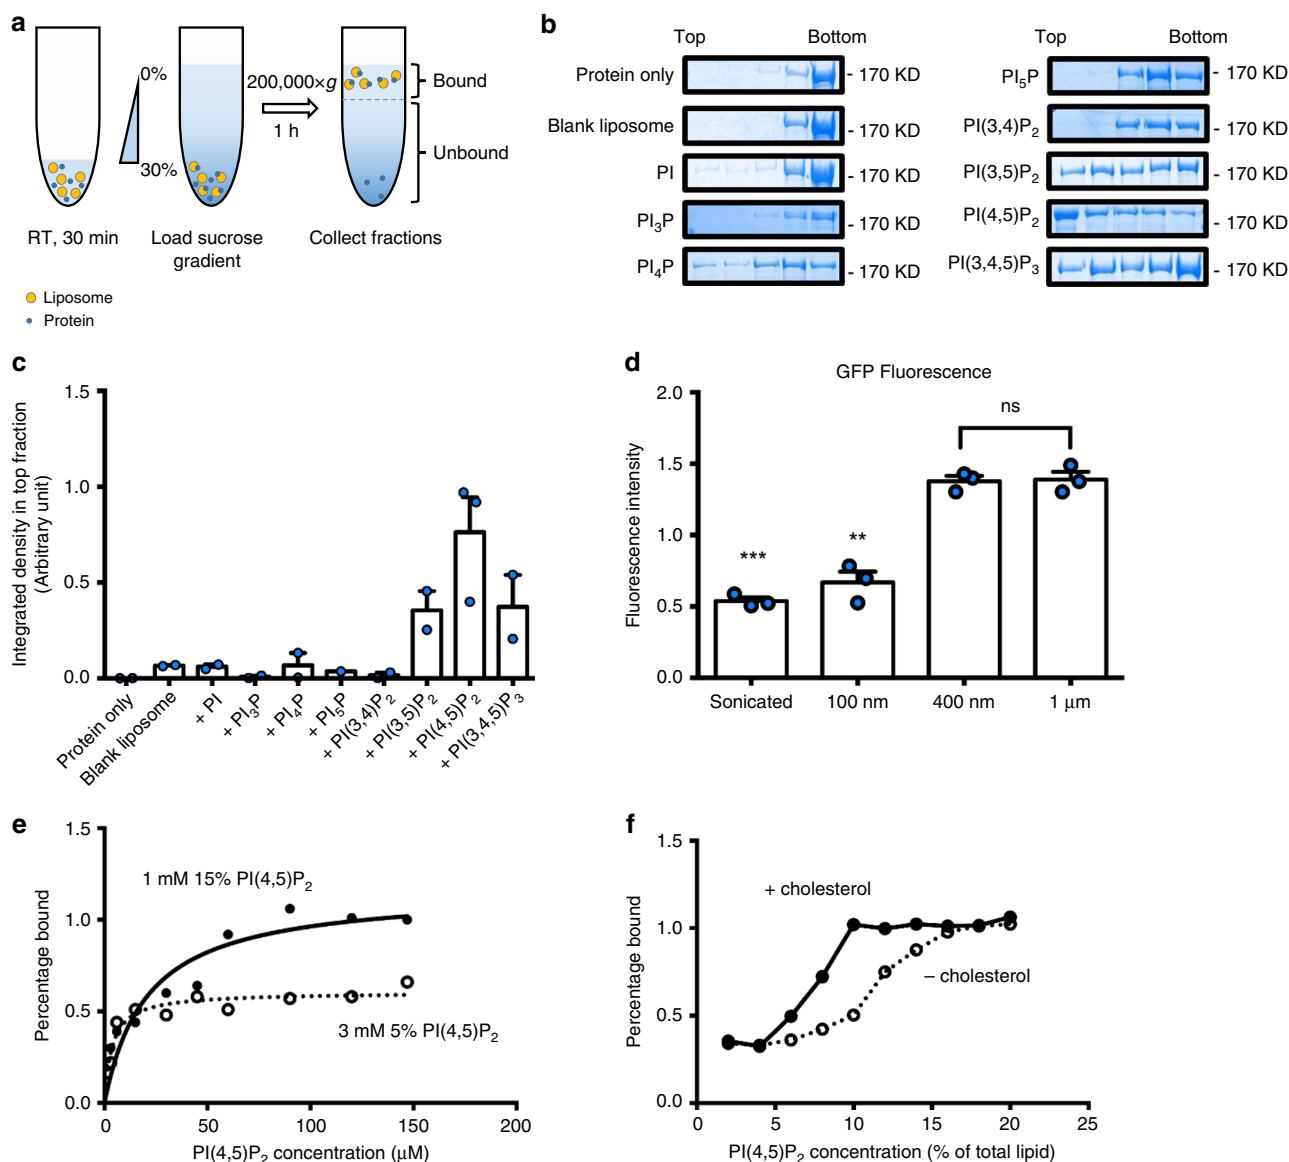 a
0%
30%
200,000×g
1 h
Bound
Unbound
RT, 30 min
Load sucrose
gradient
Collect fractions
Liposome
Protein
b
Top
Bottom
Protein only
- 170 KD
Blank liposome
- 170 KD
PI
- 170 KD
PI3P
- 170 KD
PI4P
- 170 KD
Top
Bottom
PI5P
- 170 KD
PI(3,4)P2
- 170 KD
PI(3,5)P2
- 170 KD
PI(4,5)P2
- 170 KD
PI(3,4,5)P3
- 170 KD
c
Integrated density in top fraction
(Arbitrary unit)
1.5
1.0
0.5
0.0
Protein only
Blank liposome
+ PI
+ PI3P
+ PI4P
+ PI5P
+ PI(3,4)P2
+ PI(3,5)P2
+ PI(4,5)P2
+ PI(3,4,5)P3
d
GFP Fluorescence
Fluorescence intensity
2.0
1.5
1.0
0.5
0.0
***
**
ns
Sonicated
100 nm
400 nm
1 μm
e
Percentage bound
1.5
1.0
0.5
0.0
1 mM 15% PI(4,5)P2
3 mM 5% PI(4,5)P2
0
50
100
150
200
PI(4,5)P2 concentration (μM)
f
Percentage bound
1.5
1.0
0.5
0.0
+ cholesterol
– cholesterol
0
5
10
15
20
25
PI(4,5)P2 concentration (% of total lipid)